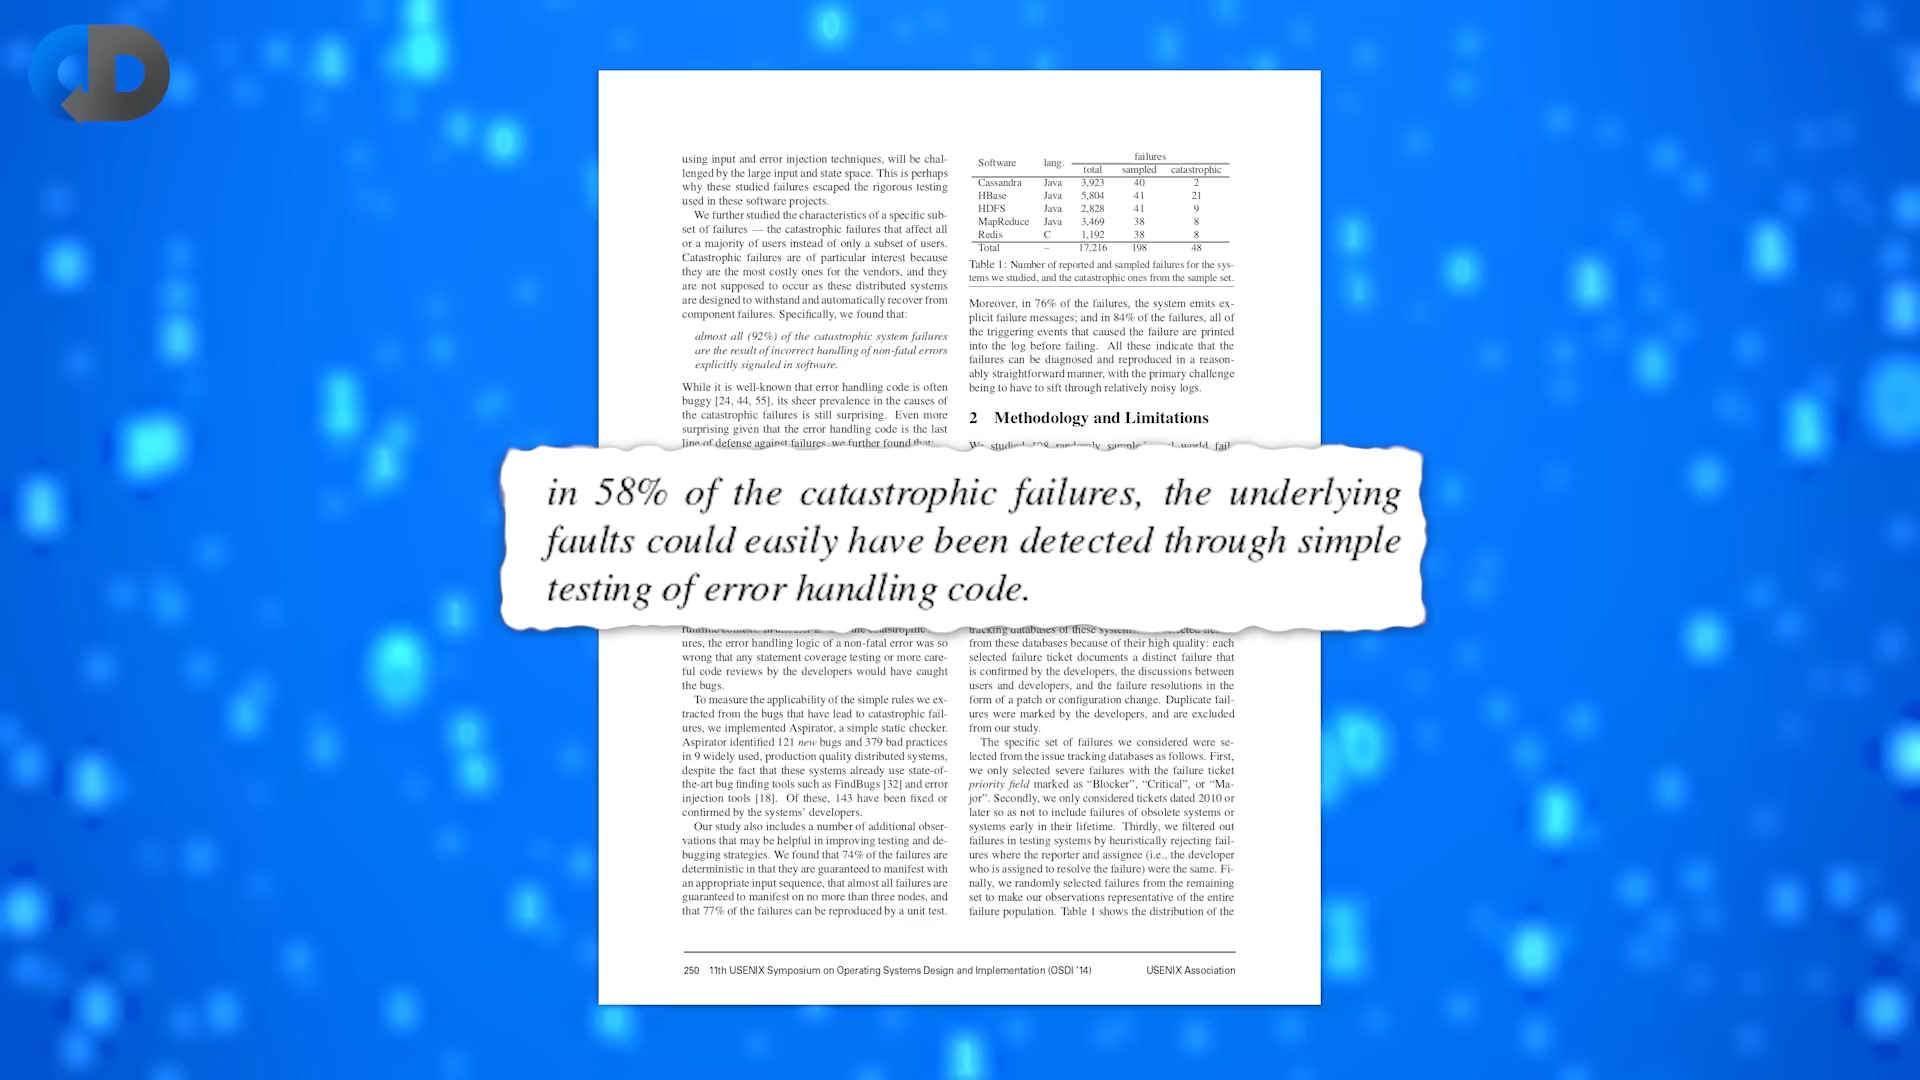 using input and error injection techniques, will be chal-
lenged by the large input and state space. This is perhaps
why these studied failures escaped the rigorous testing
used in these software projects.
We further studied the characteristics of a specific sub-
set of failures — the catastrophic failures that affect all
or a majority of users instead of only a subset of users.
Catastrophic failures are of particular interest because
they are the most costly ones for the vendors, and they
are not supposed to occur as these distributed systems
are designed to withstand and automatically recover from
component failures. Specifically, we found that:
almost all (92%) of the catastrophic system failures
are the result of incorrect handling of non-fatal errors
explicitly signaled in software.
While it is well-known that error handling code is often
buggy [24, 44, 55], its sheer prevalence in the causes of
the catastrophic failures is still surprising. Even more
surprising given that the error handling code is the last
line of defense against failures, we further found that:
in 58% of the catastrophic failures, the underlying
faults could easily have been detected through simple
testing of error handling code.
ures, the error handling logic of a non-fatal error was so
wrong that any statement coverage testing or more care-
ful code reviews by the developers would have caught
the bugs.
To measure the applicability of the simple rules we ex-
tracted from the bugs that have lead to catastrophic fail-
ures, we implemented Aspirator, a simple static checker.
Aspirator identified 121 new bugs and 379 bad practices
in 9 widely used, production quality distributed systems,
despite the fact that these systems already use state-of-
the-art bug finding tools such as FindBugs [32] and error
injection tools [18]. Of these, 143 have been fixed or
confirmed by the systems' developers.
Our study also includes a number of additional obser-
vations that may be helpful in improving testing and de-
bugging strategies. We found that 74% of the failures are
deterministic in that they are guaranteed to manifest with
an appropriate input sequence, that almost all failures are
guaranteed to manifest on no more than three nodes, and
that 77% of the failures can be reproduced by a unit test.
Software lang. failures
total sampled catastrophic
Cassandra Java 3,923 40 2
HBase Java 5,804 41 21
HDFS Java 2,828 41 9
MapReduce Java 3,469 38 8
Redis C 1,192 38 8
Total – 17,216 198 48
Table 1: Number of reported and sampled failures for the sys-
tems we studied, and the catastrophic ones from the sample set.
Moreover, in 76% of the failures, the system emits ex-
plicit failure messages; and in 84% of the failures, all of
the triggering events that caused the failure are printed
into the log before failing. All these indicate that the
failures can be diagnosed and reproduced in a reason-
ably straightforward manner, with the primary challenge
being to have to sift through relatively noisy logs.
2 Methodology and Limitations
We studied 198 randomly
tracking databases of these
from these databases because of their high quality: each
selected failure ticket documents a distinct failure that
is confirmed by the developers, the discussions between
users and developers, and the failure resolutions in the
form of a patch or configuration change. Duplicate fail-
ures were marked by the developers, and are excluded
from our study.
The specific set of failures we considered were se-
lected from the issue tracking databases as follows. First,
we only selected severe failures with the failure ticket
priority field marked as “Blocker”, “Critical”, or “Ma-
jor”. Secondly, we only considered tickets dated 2010 or
later so as not to include failures of obsolete systems or
systems early in their lifetime. Thirdly, we filtered out
failures in testing systems by heuristically rejecting fail-
ures where the reporter and assignee (i.e., the developer
who is assigned to resolve the failure) were the same. Fi-
nally, we randomly selected failures from the remaining
set to make our observations representative of the entire
failure population. Table 1 shows the distribution of the
250 11th USENIX Symposium on Operating Systems Design and Implementation (OSDI ’14) USENIX Association